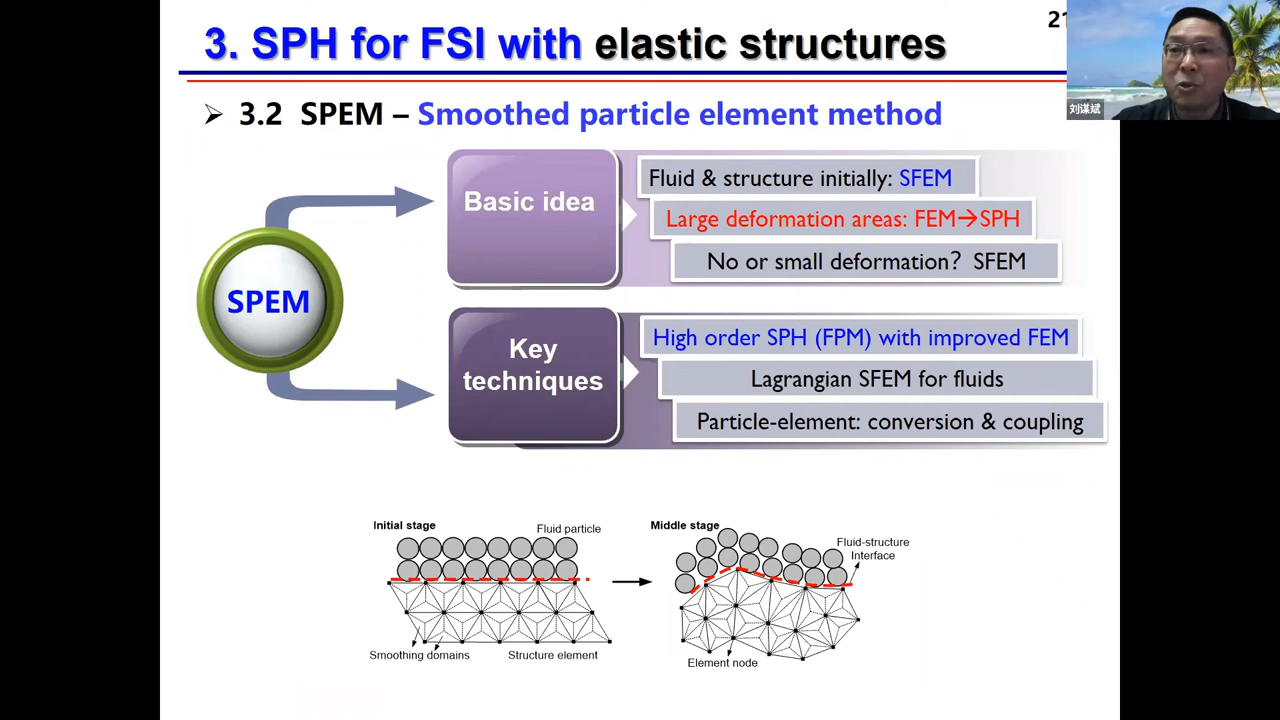 3. SPH for FSI with elastic structures
21
刘谋斌
➢ 3.2 SPEM – Smoothed particle element method
SPEM
Basic idea
Fluid & structure initially: SFEM
Large deformation areas: FEM→SPH
No or small deformation? SFEM
Key
techniques
High order SPH (FPM) with improved FEM
Lagrangian SFEM for fluids
Particle-element: conversion & coupling
Initial stage
Fluid particle
Smoothing domains
Structure element
Middle stage
Fluid-structure
Interface
Element node